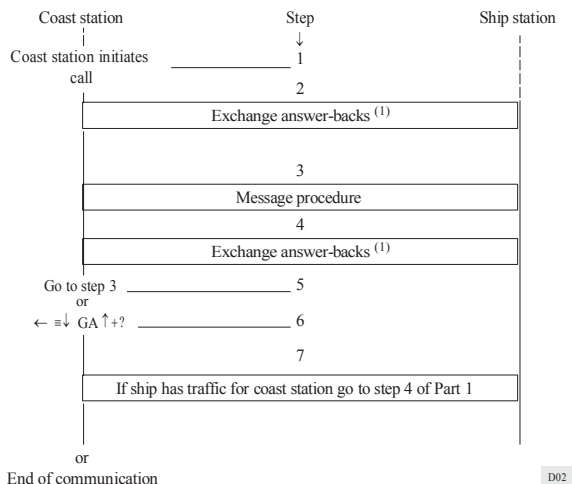 Coast station Step Ship station
↓
Coast station initiates 1
call
2
Exchange answer-backs (1)
3
Message procedure
4
Exchange answer-backs (1)
Go to step 3 5
or
← ≡↓ GA ↑+? 6
7
If ship has traffic for coast station go to step 4 of Part 1
or
End of communication
D02